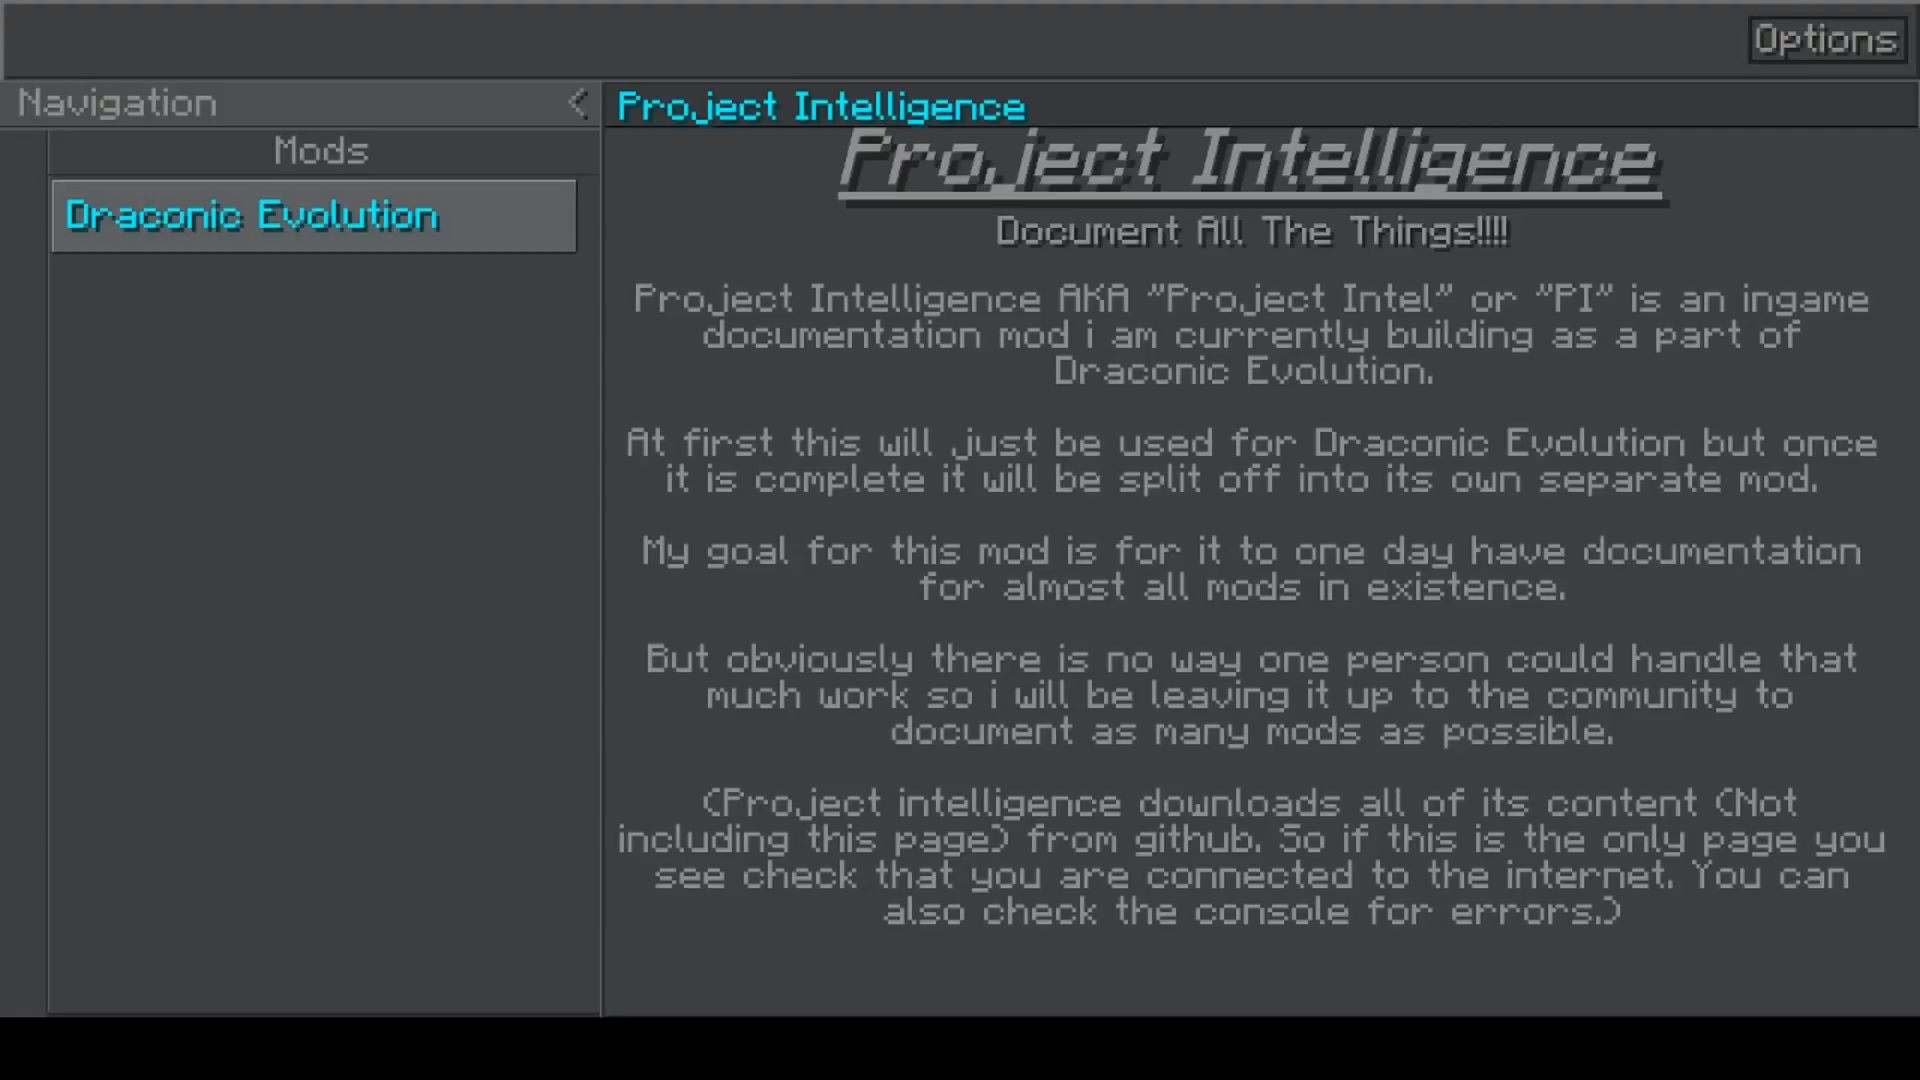 Options
Navigation <
Mods
Draconic Evolution
Project Intelligence
Project Intelligence
Document All The Things!!!!
Project Intelligence AKA "Project Intel" or "PI" is an ingame
documentation mod i am currently building as a part of
Draconic Evolution.
At first this will just be used for Draconic Evolution but once
it is complete it will be split off into its own separate mod.
My goal for this mod is for it to one day have documentation
for almost all mods in existence.
But obviously there is no way one person could handle that
much work so i will be leaving it up to the community to
document as many mods as possible.
(Project intelligence downloads all of its content (Not
including this page) from github. So if this is the only page you
see check that you are connected to the internet. You can
also check the console for errors.)